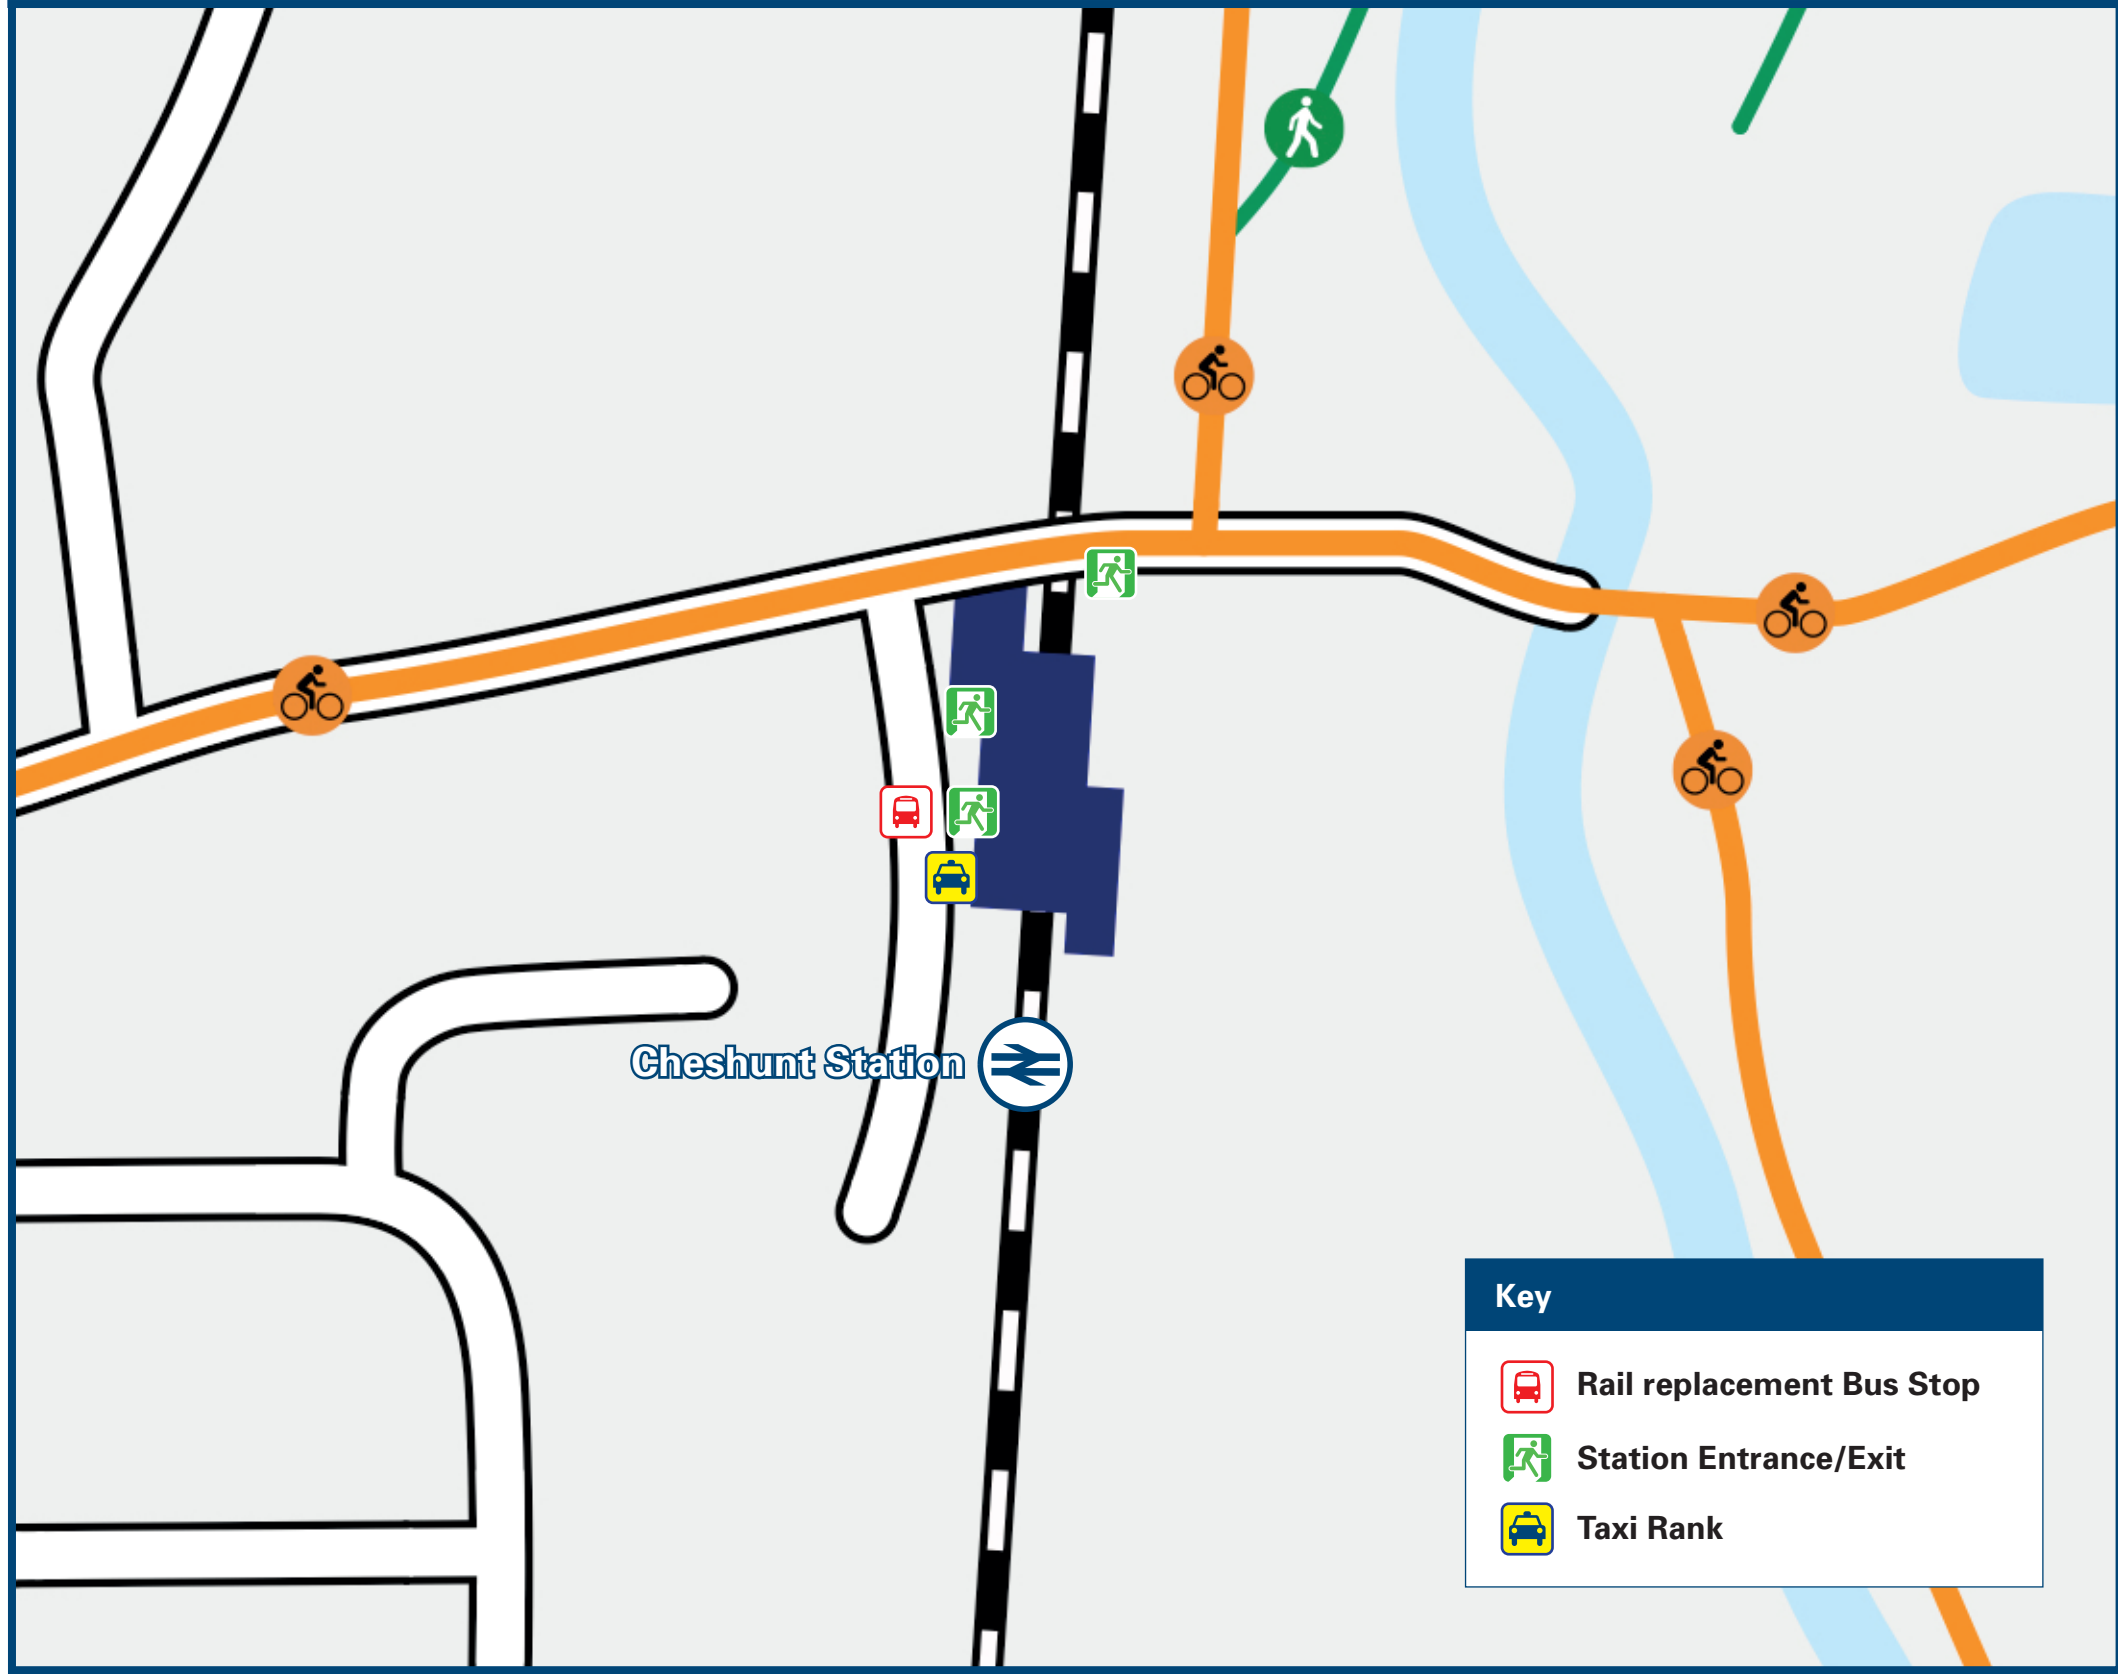 Cheshunt Station
Key
Rail replacement Bus Stop
Station Entrance/Exit
Taxi Rank